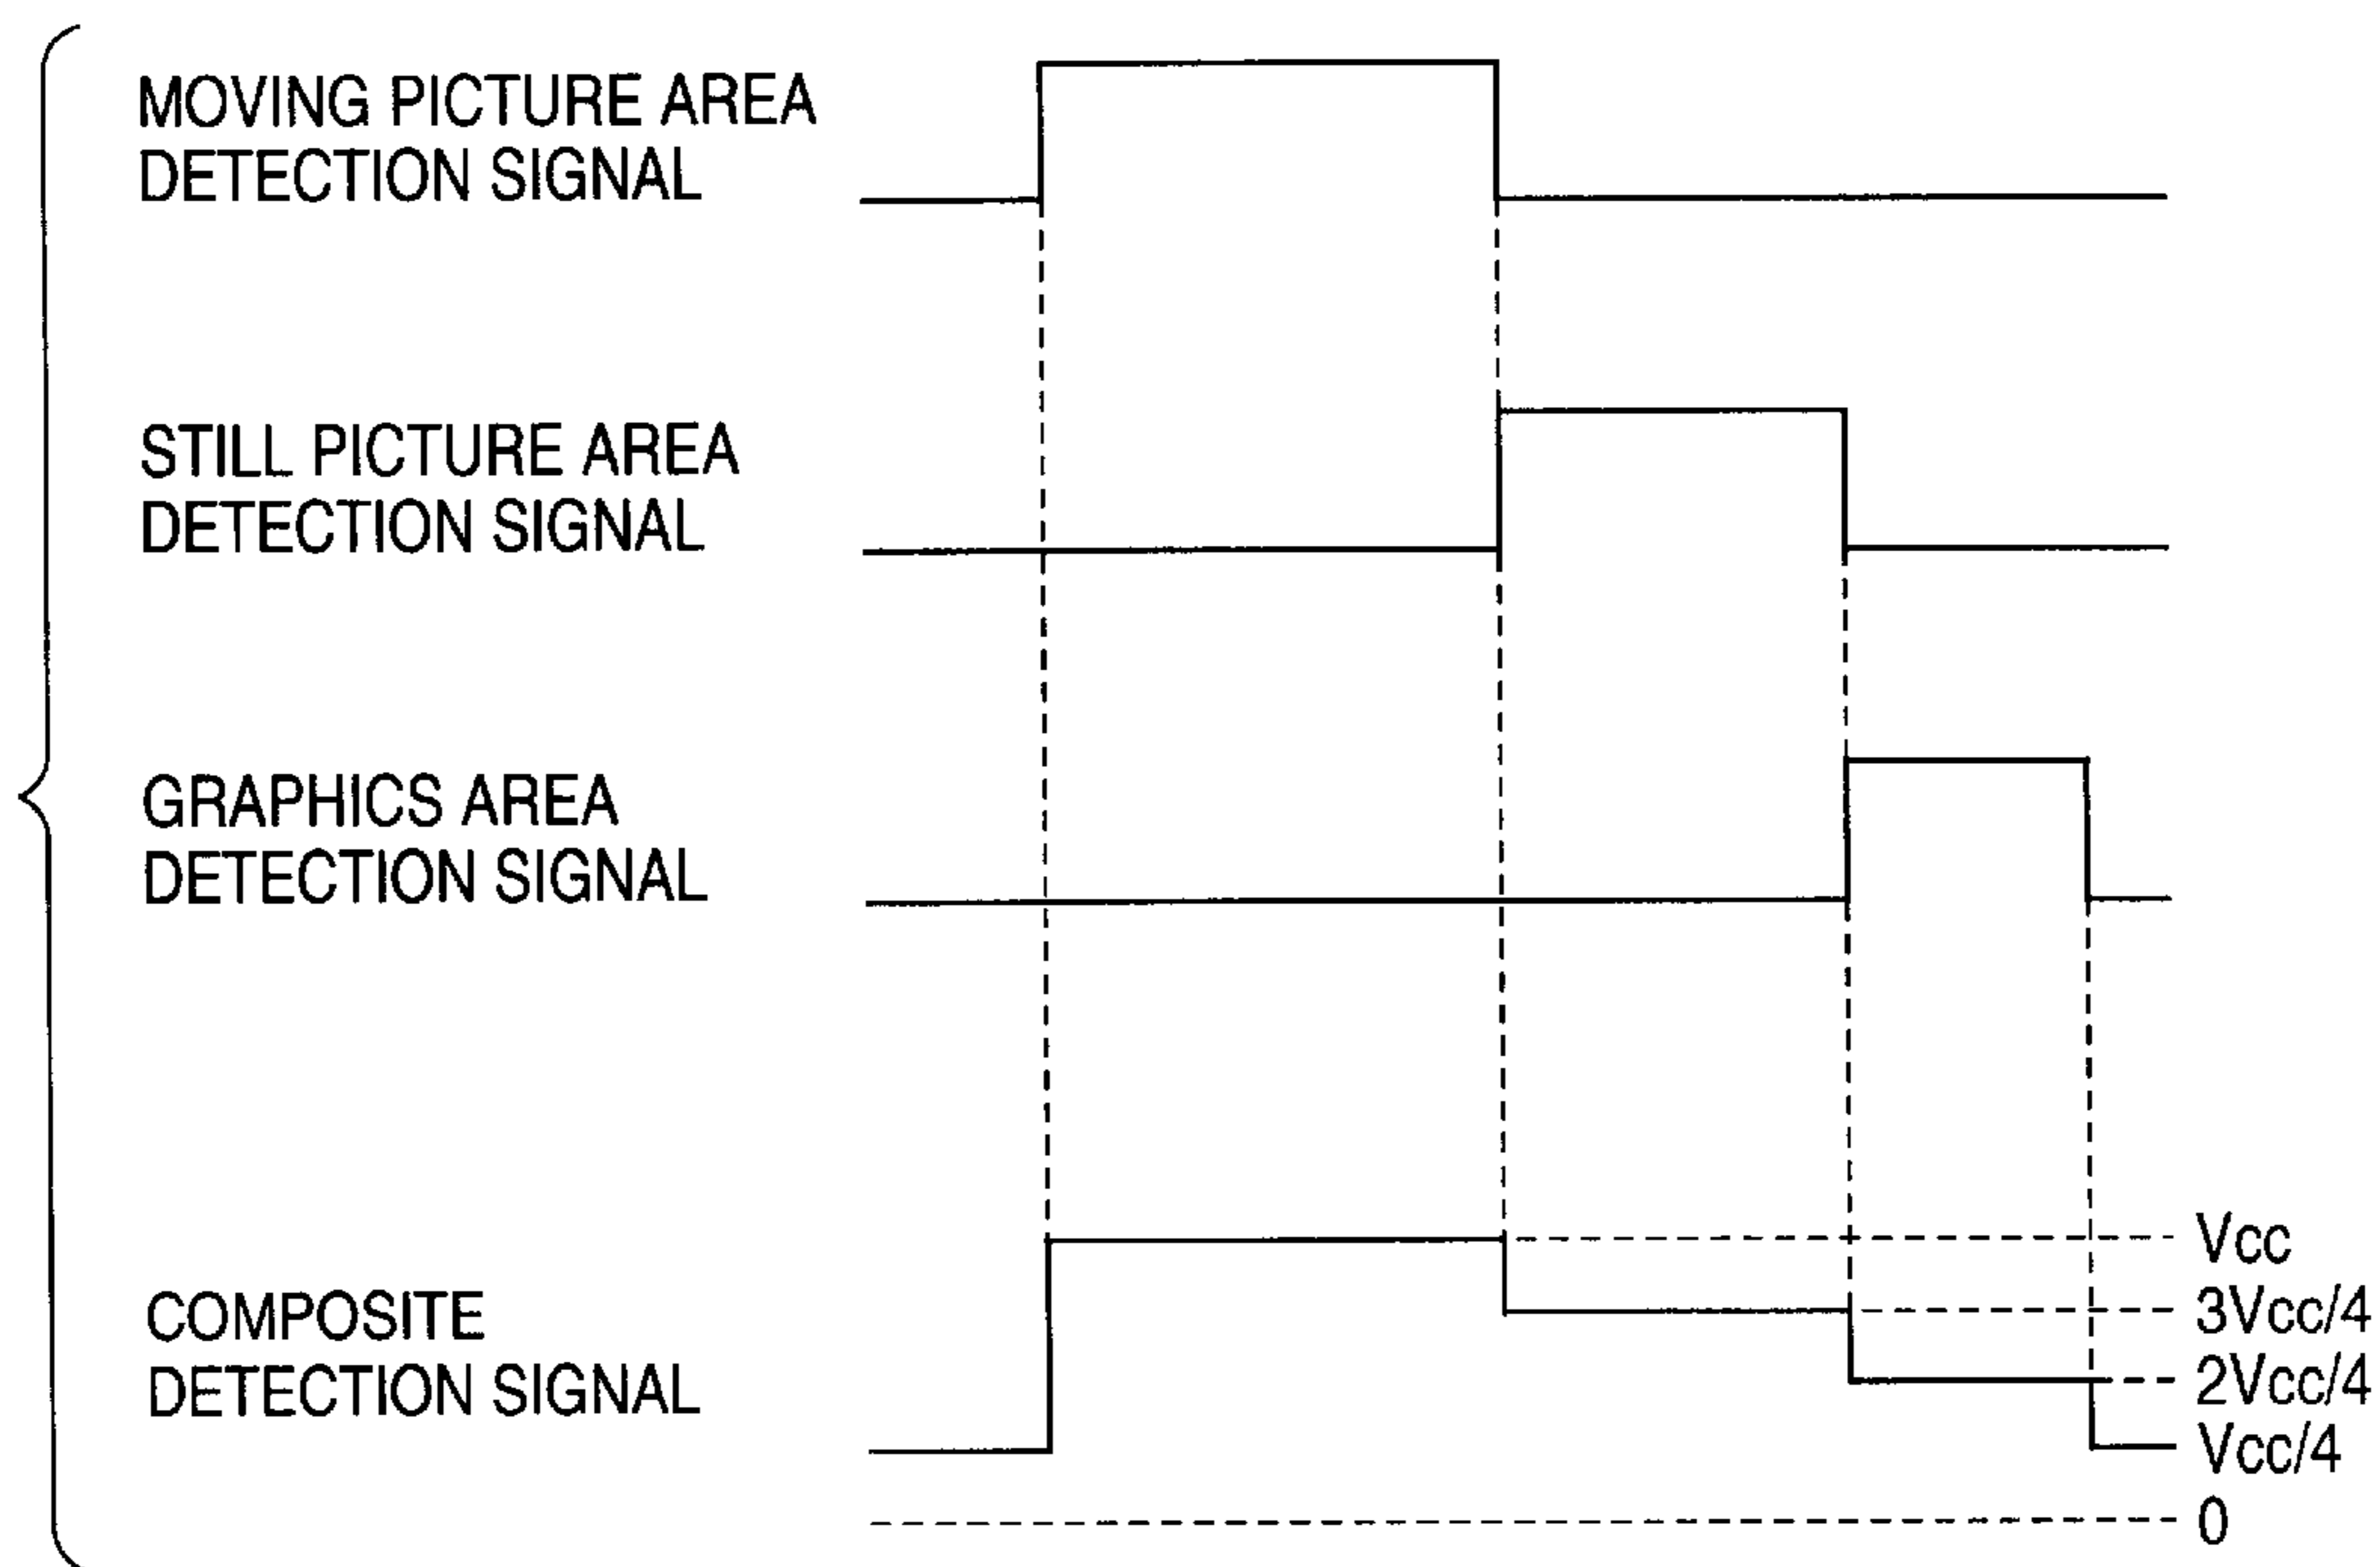 MOVING PICTURE AREA
DETECTION SIGNAL
STILL PICTURE AREA
DETECTION SIGNAL
GRAPHICS AREA
DETECTION SIGNAL
COMPOSITE
DETECTION SIGNAL
Vcc
3Vcc/4
2Vcc/4
Vcc/4
0